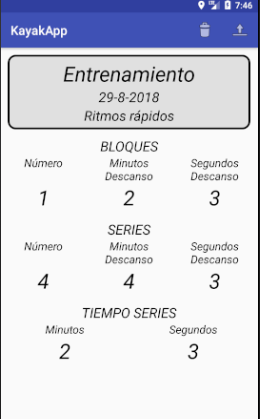 7:46
KayakApp
Entrenamiento
29-8-2018
Ritmos rápidos
BLOQUES
Número Minutos Descanso Segundos Descanso
1 2 3
SERIES
Número Minutos Descanso Segundos Descanso
4 4 3
TIEMPO SERIES
Minutos Segundos
2 3